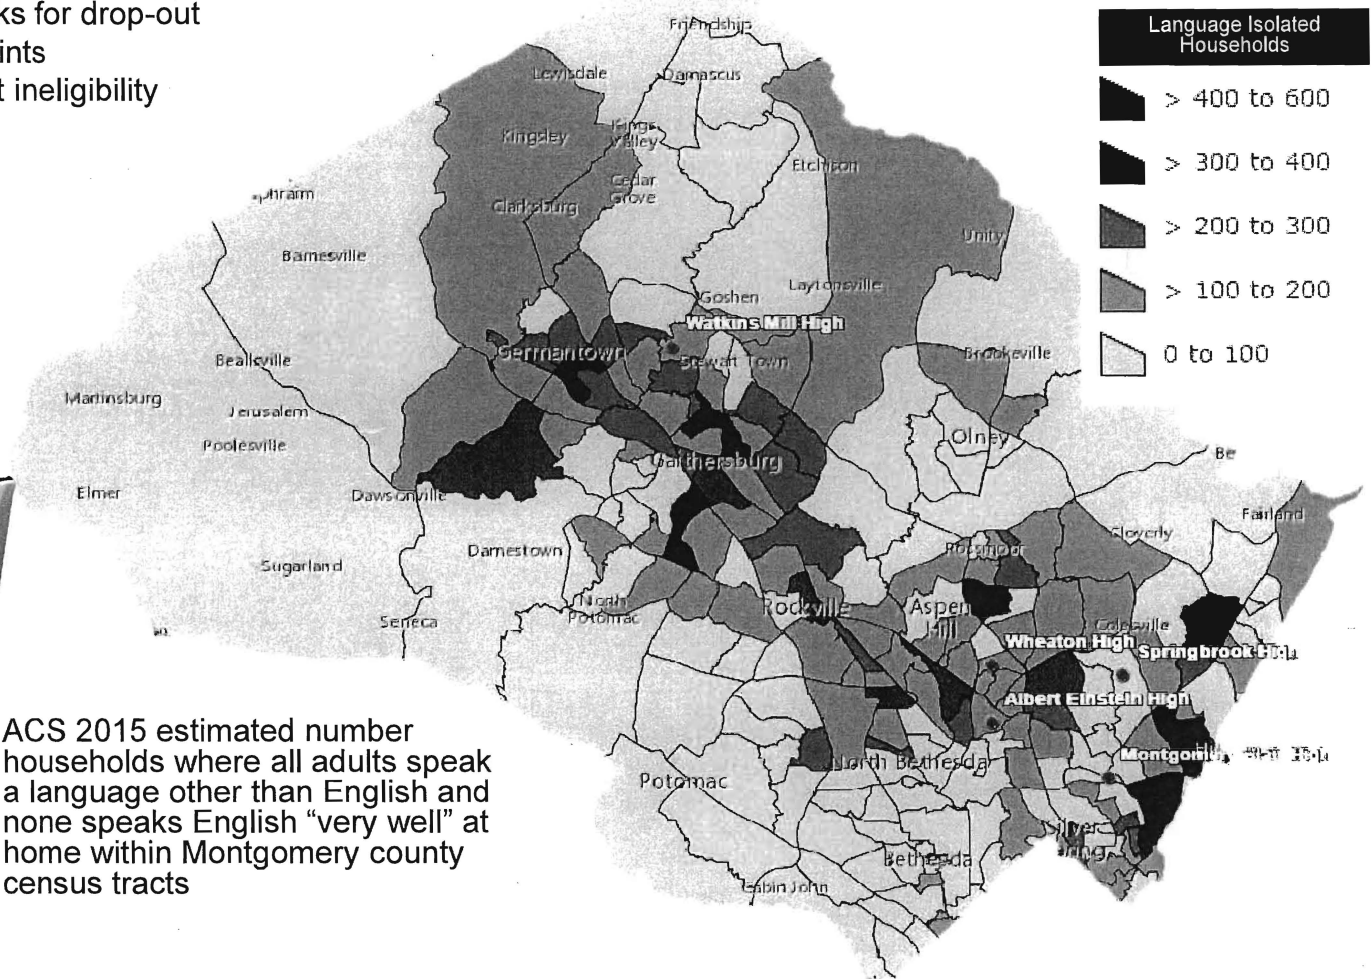 ks for drop-out
ints
t ineligibility
Language Isolated
Households
> 400 to 600
> 300 to 400
> 200 to 300
> 100 to 200
0 to 100
Friendship
Lewisdale
Damascus
Kingsley
Kings
Valley
Etchison
Cedar
Grove
phraim
Clarksburg
Unity
Barnesville
Goshen
Laytonsville
Watkins Mill High
Germantown
Stewart Town
Brookeville
Beallsville
Martinsburg
Jerusalem
Olney
Poolesville
Gaithersburg
Be
Elmer
Dawsonville
Fairland
Cloverly
Darnestown
Rossmoor
Sugarland
North
Potomac
Rockville
Aspen
Hill
Seneca
Colesville
Wheaton High
Springbrook
Albert Einstein High
North Bethesda
Potomac
Silver
Bethesda
Cabin John
ACS 2015 estimated number
households where all adults speak
a language other than English and
none speaks English “very well” at
home within Montgomery county
census tracts